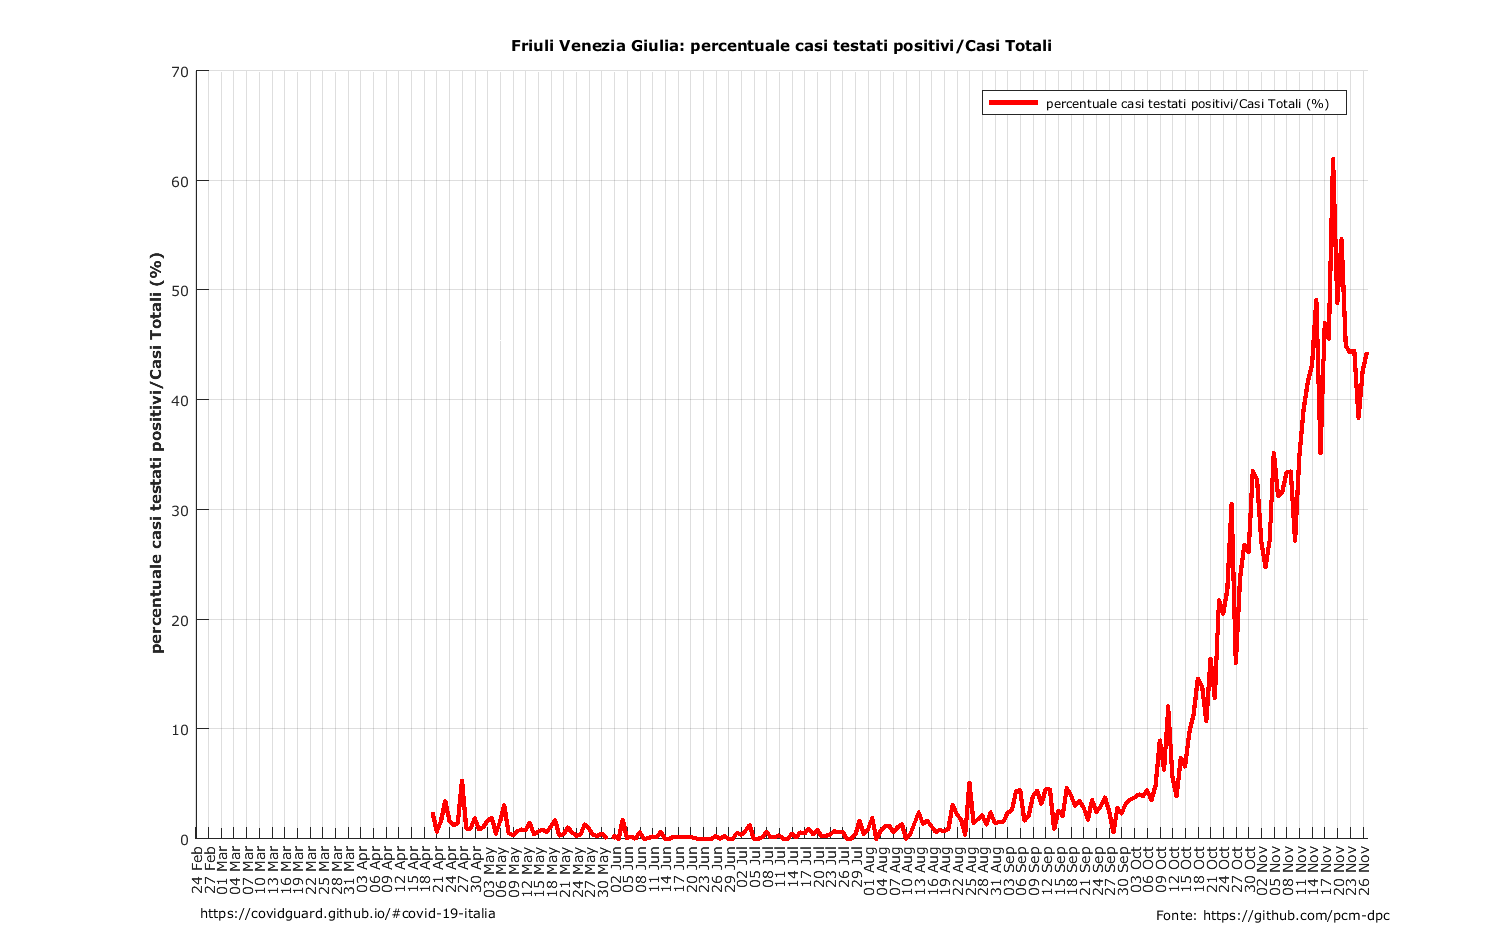 Friuli Venezia Giulia: percentuale casi testati positivi/Casi Totali
percentuale casi testati positivi/Casi Totali (%)
percentuale casi testati positivi/Casi Totali (%)
70
60
50
40
30
20
10
0
24 Feb
27 Feb
01 Mar
04 Mar
07 Mar
10 Mar
13 Mar
16 Mar
19 Mar
22 Mar
25 Mar
28 Mar
31 Mar
03 Apr
06 Apr
09 Apr
12 Apr
15 Apr
18 Apr
21 Apr
24 Apr
27 Apr
30 Apr
03 May
06 May
09 May
12 May
15 May
18 May
21 May
24 May
27 May
30 May
02 Jun
05 Jun
08 Jun
11 Jun
14 Jun
17 Jun
20 Jun
23 Jun
26 Jun
29 Jun
02 Jul
05 Jul
08 Jul
11 Jul
14 Jul
17 Jul
20 Jul
23 Jul
26 Jul
29 Jul
01 Aug
04 Aug
07 Aug
10 Aug
13 Aug
16 Aug
19 Aug
22 Aug
25 Aug
28 Aug
31 Aug
03 Sep
06 Sep
09 Sep
12 Sep
15 Sep
18 Sep
21 Sep
24 Sep
27 Sep
30 Sep
03 Oct
06 Oct
09 Oct
12 Oct
15 Oct
18 Oct
21 Oct
24 Oct
27 Oct
30 Oct
02 Nov
05 Nov
08 Nov
11 Nov
14 Nov
17 Nov
20 Nov
23 Nov
26 Nov
https://covidguard.github.io/#covid-19-italia
Fonte: https://github.com/pcm-dpc